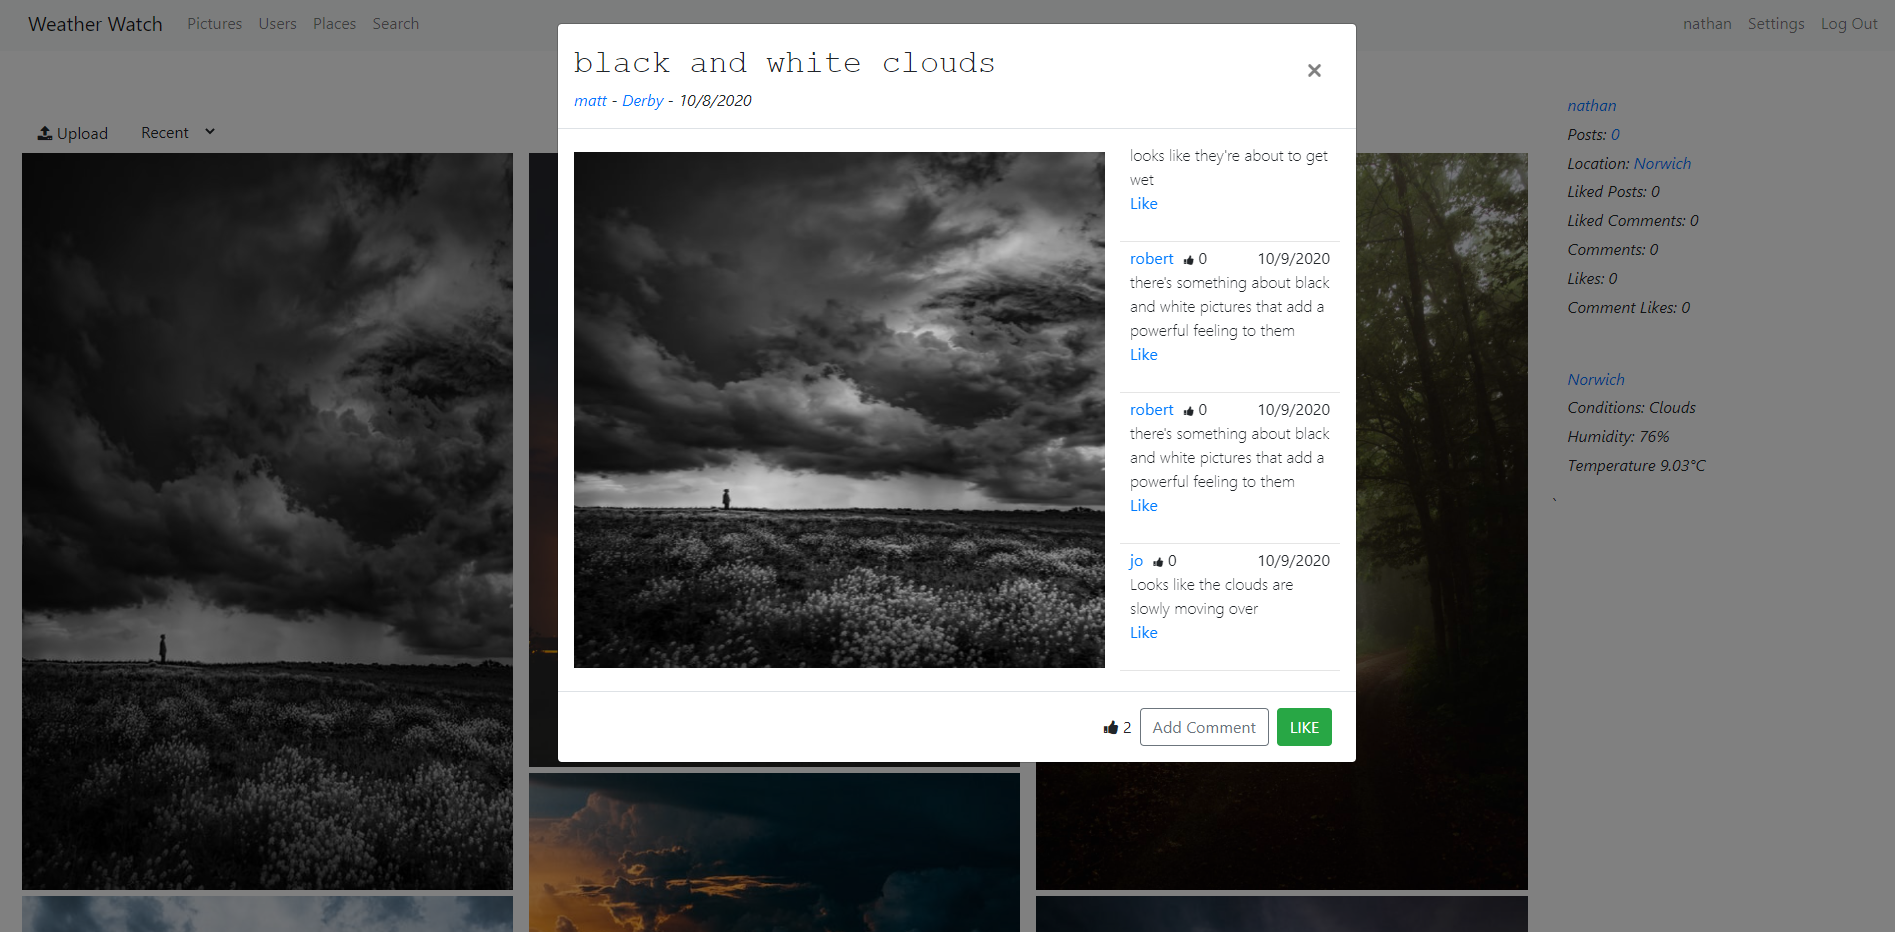 Weather Watch Pictures Users Places Search nathan Settings Log Out
Upload Recent
black and white clouds ×
matt - Derby - 10/8/2020
looks like they're about to get
wet
Like
robert 0 10/9/2020
there's something about black
and white pictures that add a
powerful feeling to them
Like
robert 0 10/9/2020
there's something about black
and white pictures that add a
powerful feeling to them
Like
jo 0 10/9/2020
Looks like the clouds are
slowly moving over
Like
2 Add Comment LIKE
nathan
Posts: 0
Location: Norwich
Liked Posts: 0
Liked Comments: 0
Comments: 0
Likes: 0
Comment Likes: 0
Norwich
Conditions: Clouds
Humidity: 76%
Temperature 9.03°C
`